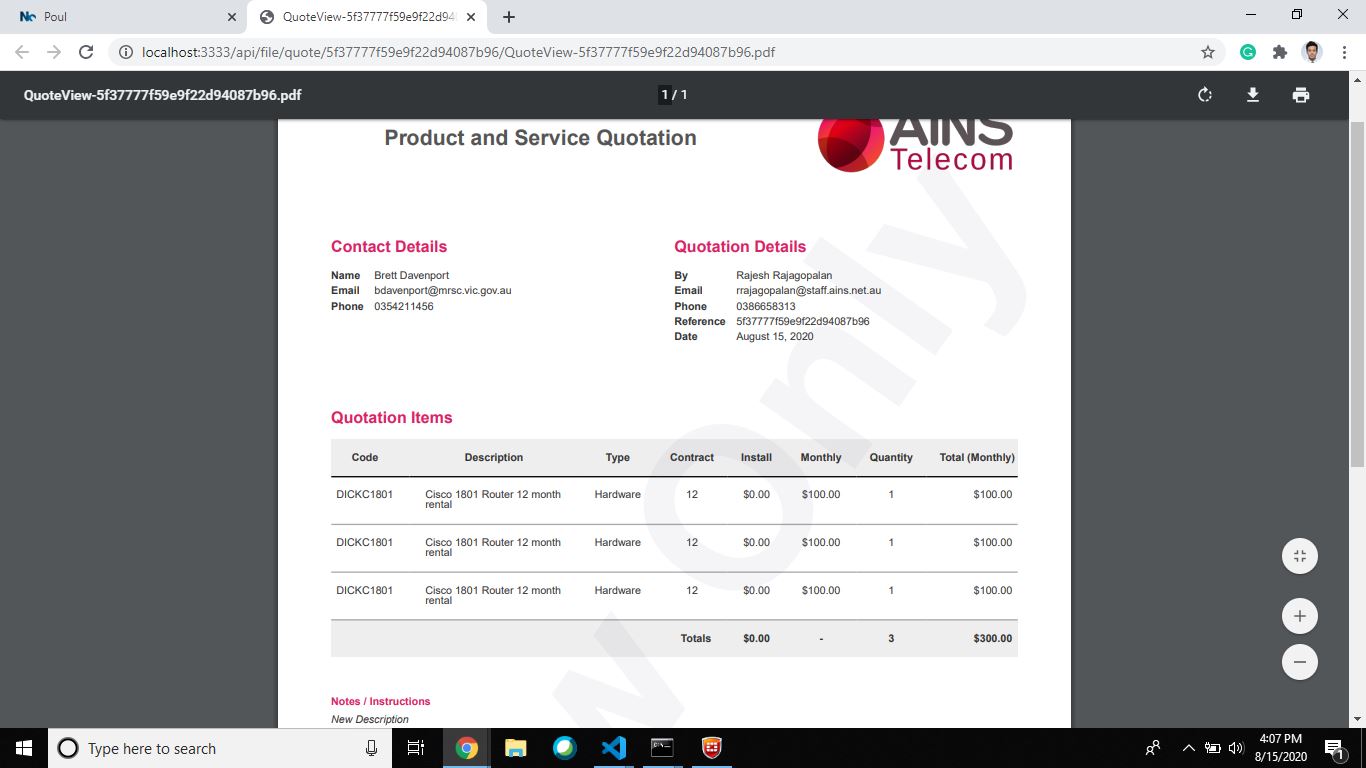 Poul
QuoteView-5f37777f59e9f22d94
localhost:3333/api/file/quote/5f37777f59e9f22d94087b96/QuoteView-5f37777f59e9f22d94087b96.pdf
QuoteView-5f37777f59e9f22d94087b96.pdf
1 / 1
Product and Service Quotation
AINS
Telecom
Contact Details
Name Brett Davenport
Email bdavenport@mrsc.vic.gov.au
Phone 0354211456
Quotation Details
By Rajesh Rajagopalan
Email rrajagopalan@staff.ains.net.au
Phone 0386658313
Reference 5f37777f59e9f22d94087b96
Date August 15, 2020
Quotation Items
Code Description Type Contract Install Monthly Quantity Total (Monthly)
DICKC1801 Cisco 1801 Router 12 month Hardware 12 $0.00 $100.00 1 $100.00
rental
DICKC1801 Cisco 1801 Router 12 month Hardware 12 $0.00 $100.00 1 $100.00
rental
DICKC1801 Cisco 1801 Router 12 month Hardware 12 $0.00 $100.00 1 $100.00
rental
Totals $0.00 - 3 $300.00
Notes / Instructions
New Description
w Only
Type here to search
4:07 PM
8/15/2020
1